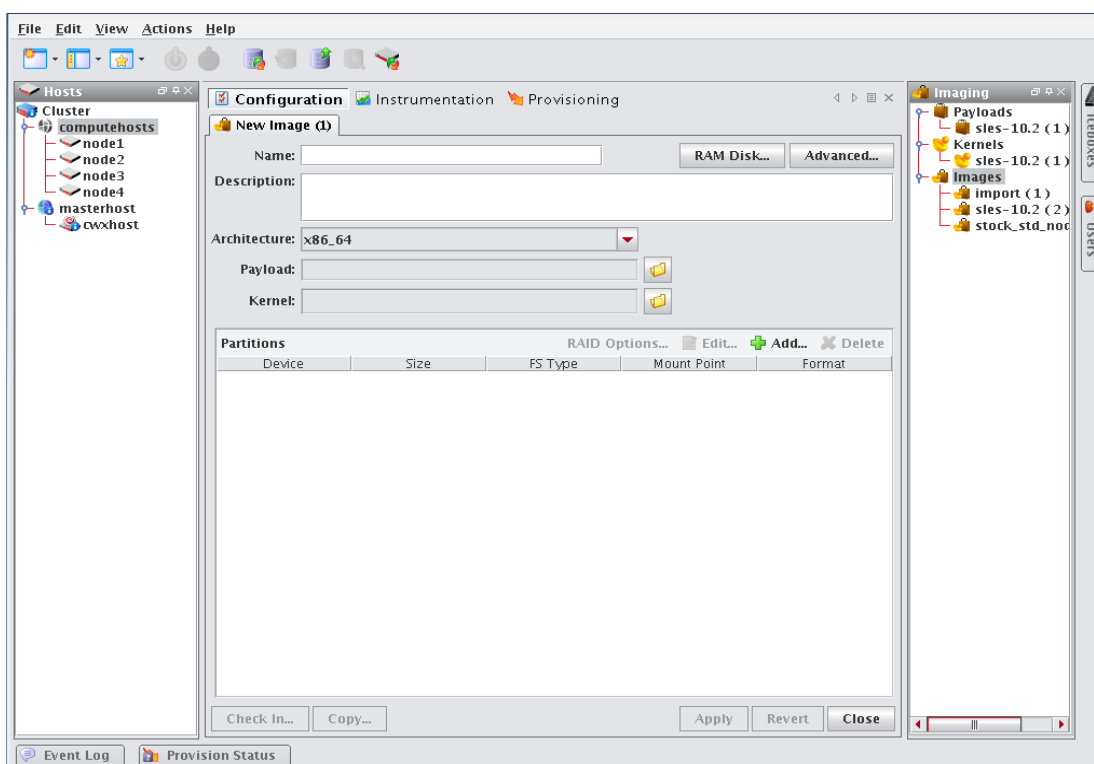 File Edit View Actions Help
Hosts
Cluster
computehosts
node1
node2
node3
node4
masterhost
cwxhost
Configuration Instrumentation Provisioning
New Image (1)
Name:
RAM Disk... Advanced...
Description:
Architecture: x86_64
Payload:
Kernel:
Partitions RAID Options... Edit... Add... Delete
Device Size FS Type Mount Point Format
Check In... Copy... Apply Revert Close
Imaging
Payloads
sles-10.2 (1)
Kernels
sles-10.2 (1)
Images
import (1)
sles-10.2 (2)
stock_std_nod
Iceboxes
Users
Event Log Provision Status